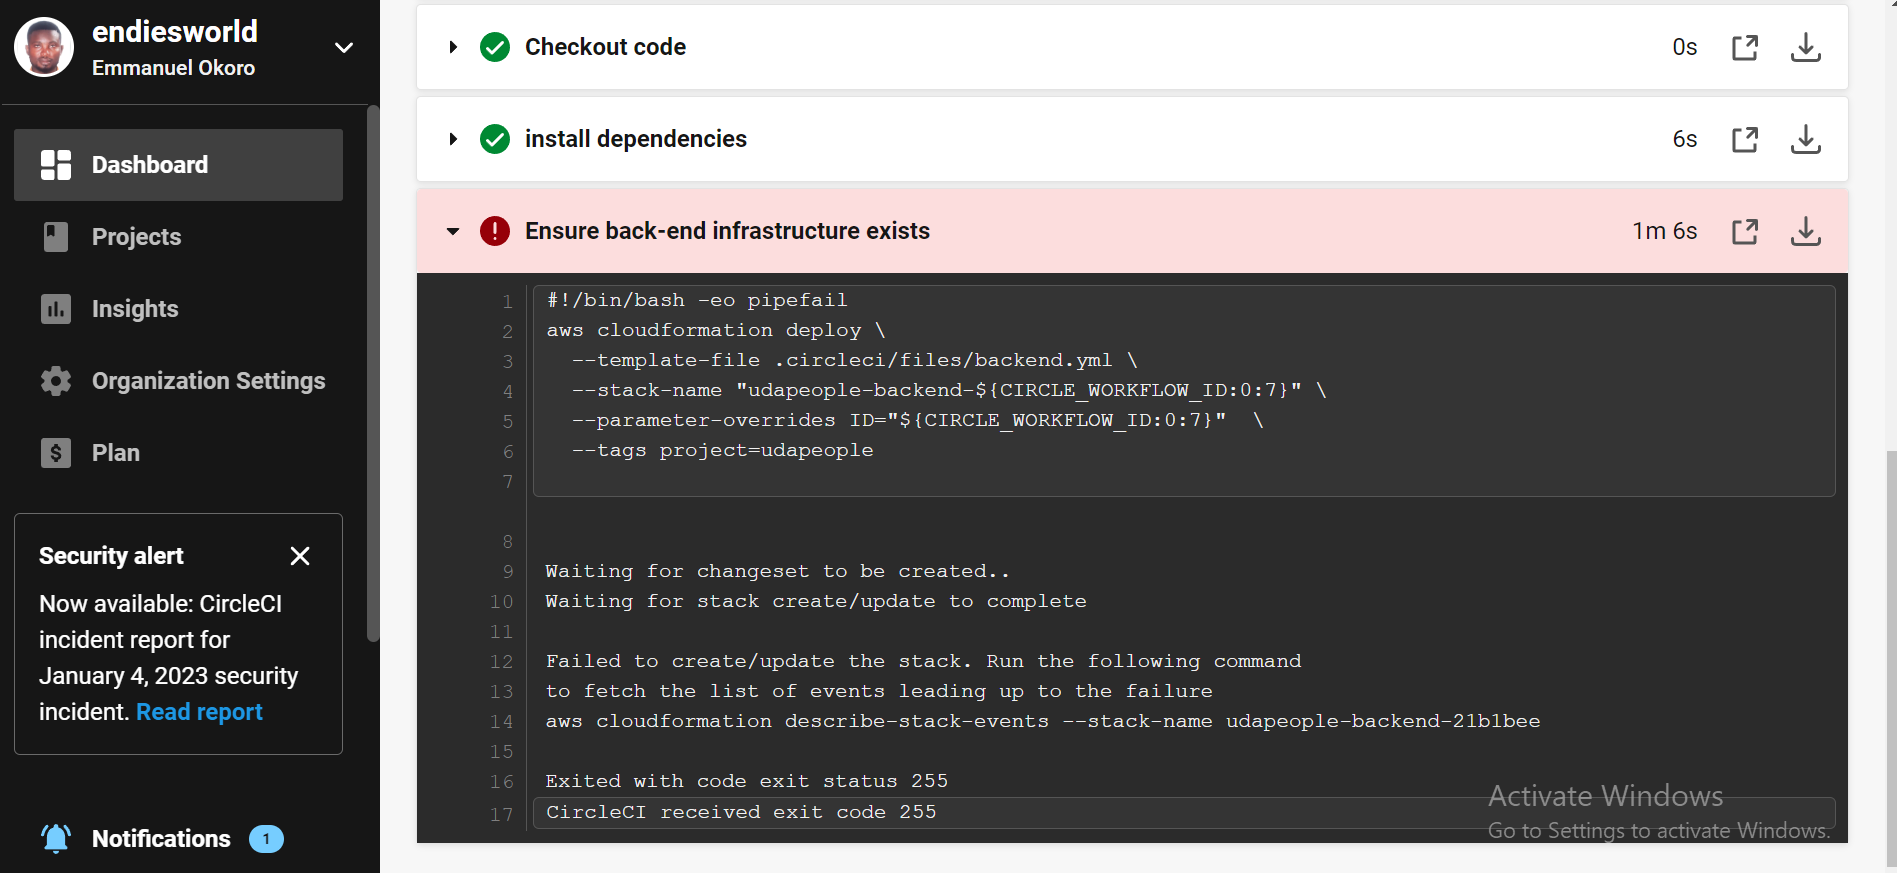 endiesworld
Emmanuel Okoro
Dashboard
Projects
Insights
Organization Settings
Plan
Security alert
Now available: CircleCI
incident report for
January 4, 2023 security
incident. Read report
Notifications 1
Checkout code 0s
install dependencies 6s
Ensure back-end infrastructure exists 1m 6s
1 #!/bin/bash -eo pipefail
2 aws cloudformation deploy \
3 --template-file .circleci/files/backend.yml \
4 --stack-name "udapeople-backend-${CIRCLE_WORKFLOW_ID:0:7}" \
5 --parameter-overrides ID="${CIRCLE_WORKFLOW_ID:0:7}"  \
6 --tags project=udapeople
7
8
9 Waiting for changeset to be created..
10 Waiting for stack create/update to complete
11
12 Failed to create/update the stack. Run the following command
13 to fetch the list of events leading up to the failure
14 aws cloudformation describe-stack-events --stack-name udapeople-backend-21b1bee
15
16 Exited with code exit status 255
17 CircleCI received exit code 255
Activate Windows
Go to Settings to activate Windows.